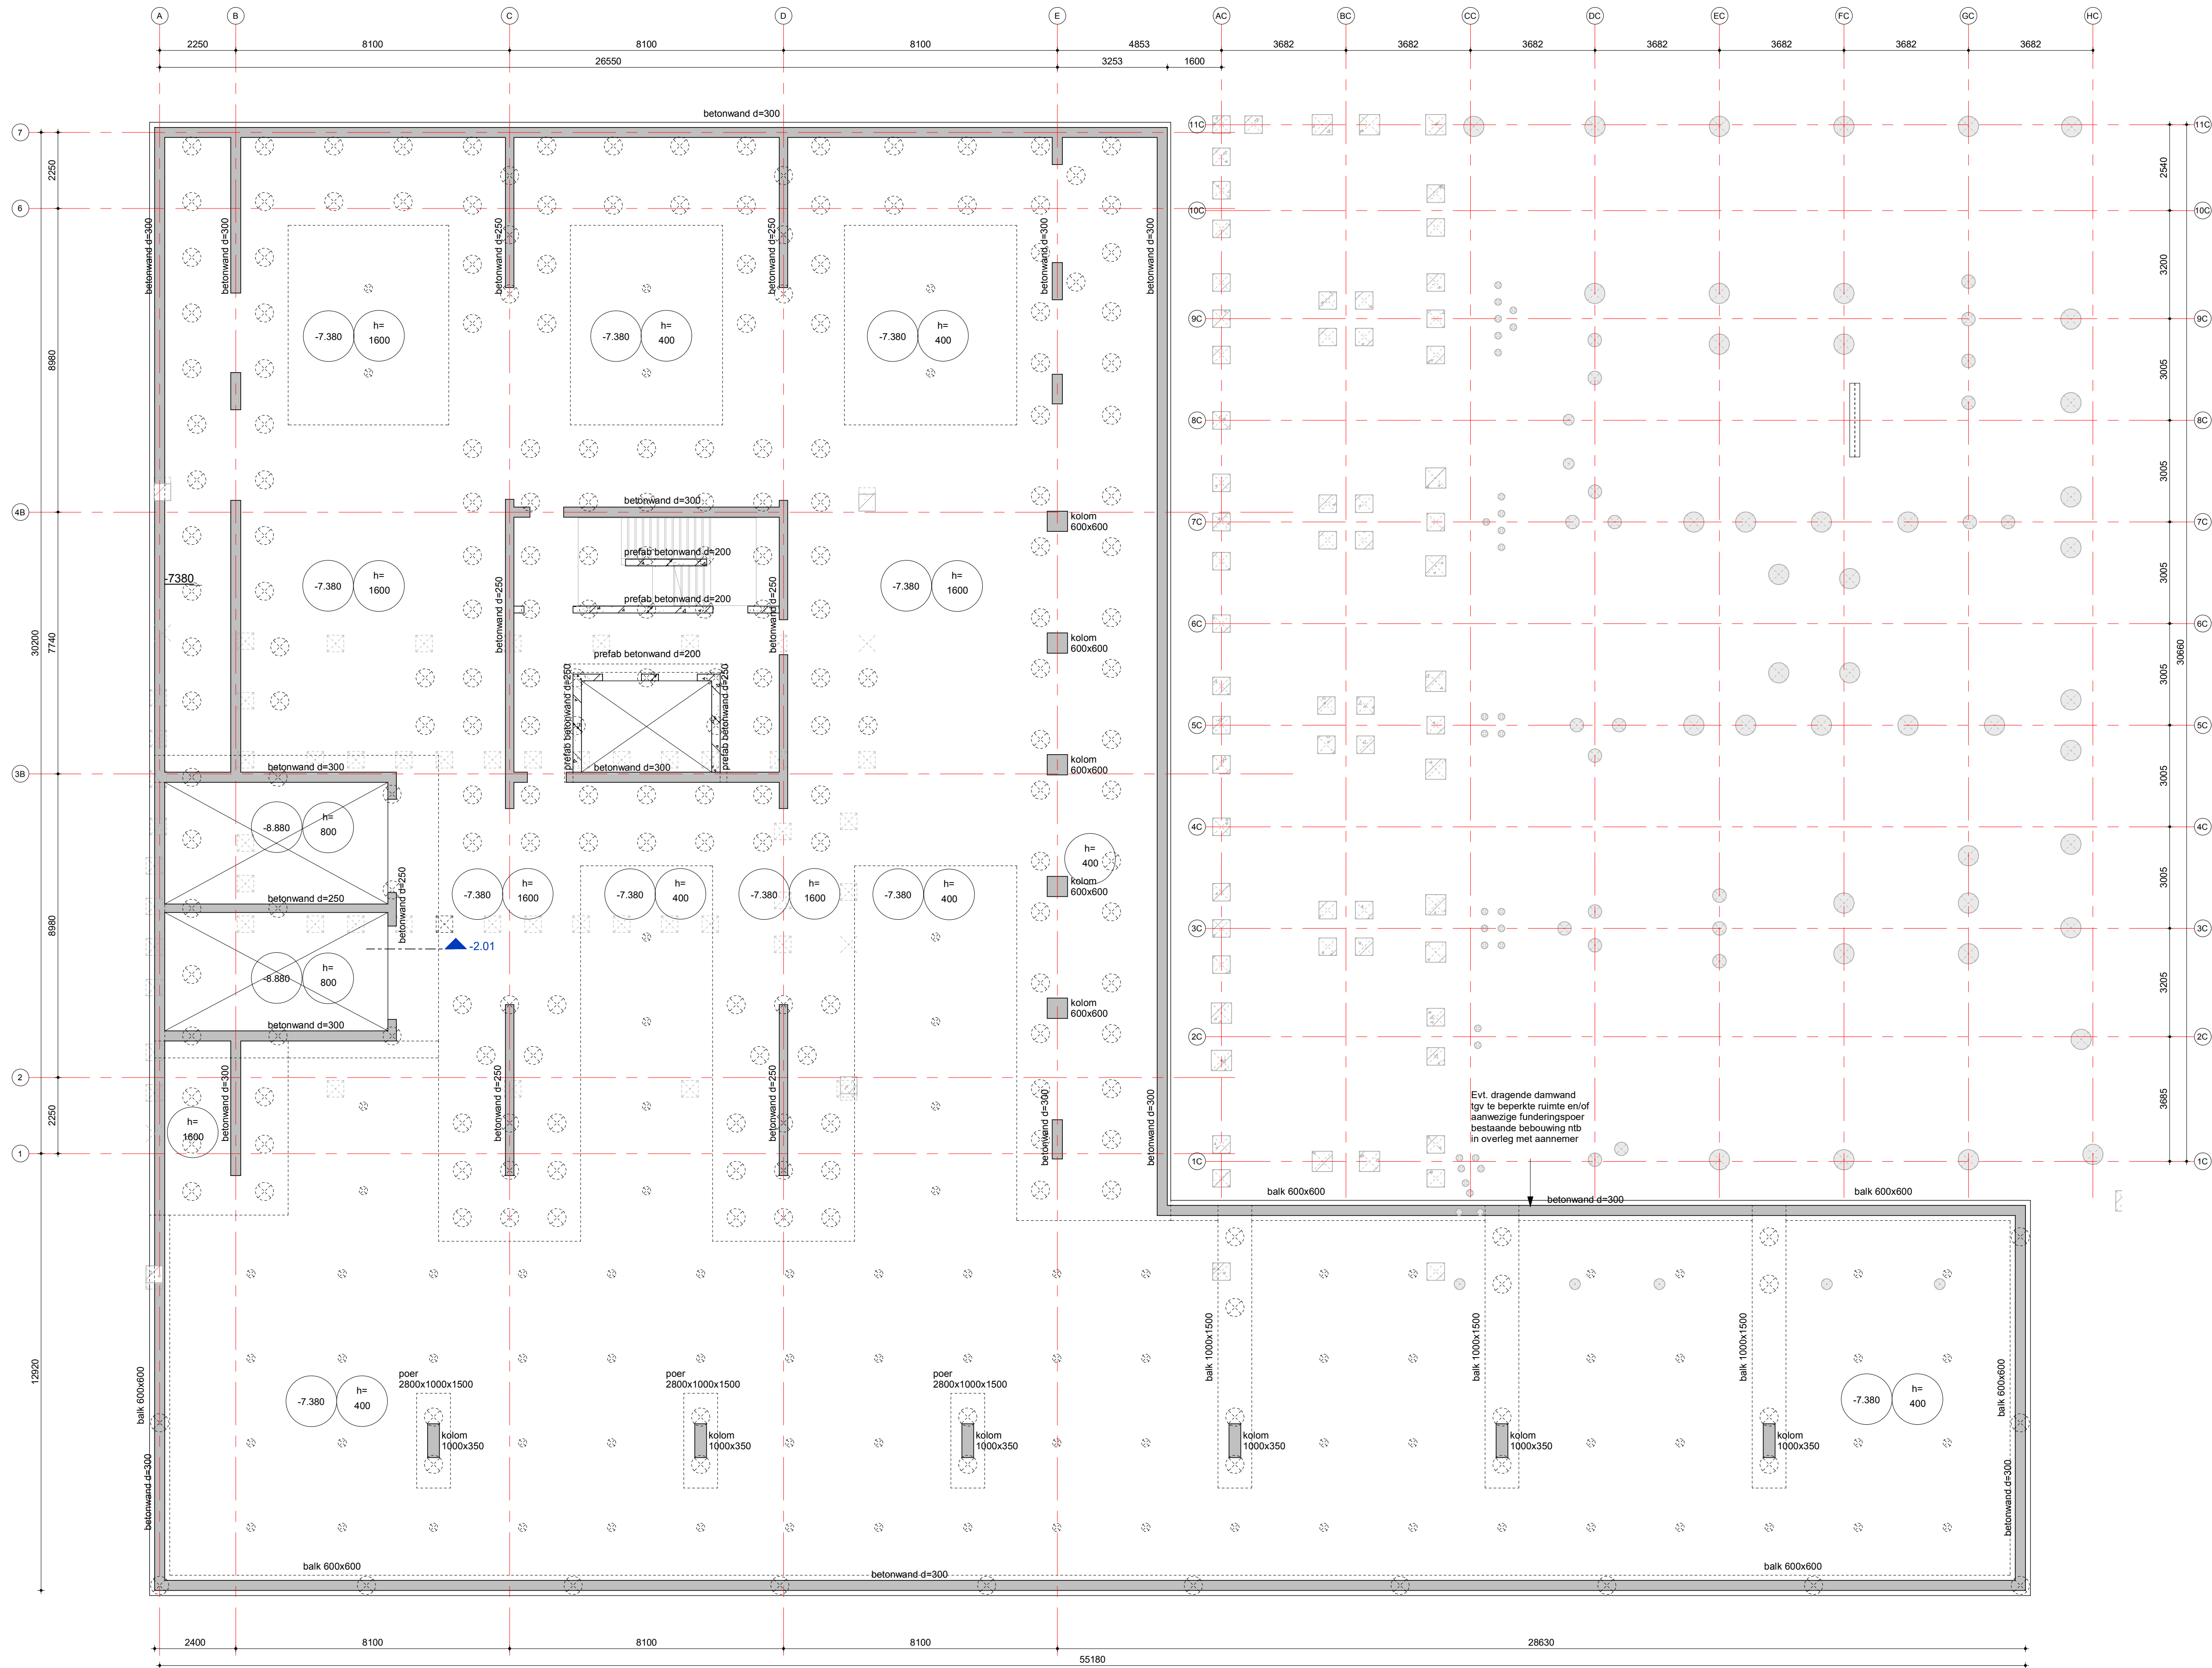 A
B
C
D
E
AC
BC
CC
DC
EC
FC
GC
HC
2250
8100
8100
8100
4853
3682
3682
3682
3682
3682
3682
3682
26550
3253
1600
betonwand d=300
7
11C
11C
2250
2540
6
10C
10C
betonwand d=300
betonwand d=300
betonwand d=250
betonwand d=250
betonwand d=300
betonwand d=300
3200
-7.380
h=
1600
-7.380
h=
400
-7.380
h=
400
9C
9C
8980
3005
8C
8C
3005
betonwand d=300
4B
kolom
600x600
7C
7C
prefab betonwand d=200
-7380
-7.380
h=
1600
betonwand d=250
prefab betonwand d=200
betonwand d=250
-7.380
h=
1600
3005
6C
6C
30200
7740
prefab betonwand d=200
kolom
600x600
30660
3005
prefab betonwand d=250
prefab betonwand d=250
5C
5C
3B
betonwand d=300
betonwand d=300
kolom
600x600
3005
-8.880
h=
800
4C
4C
h=
400
betonwand d=250
betonwand d=250
-7.380
h=
1600
-7.380
h=
400
-7.380
h=
1600
-7.380
h=
400
kolom
600x600
3005
8980
3C
3C
-2.01
-8.880
h=
800
3205
kolom
600x600
betonwand d=300
2C
2C
2
Evt. dragende damwand
tgv te beperkte ruimte en/of
aanwezige funderingspoer
bestaande bebouwing ntb
in overleg met aannemer
2250
h=
1600
betonwand d=300
betonwand d=250
betonwand d=250
betonwand d=300
betonwand d=300
3685
1
1C
1C
balk 600x600
betonwand d=300
balk 600x600
12920
balk 600x600
betonwand d=300
-7.380
h=
400
poer
2800x1000x1500
kolom
1000x350
poer
2800x1000x1500
kolom
1000x350
poer
2800x1000x1500
kolom
1000x350
balk 1000x1500
kolom
1000x350
balk 1000x1500
kolom
1000x350
balk 1000x1500
kolom
1000x350
-7.380
h=
400
balk 600x600
betonwand d=300
balk 600x600
betonwand d=300
balk 600x600
2400
8100
8100
8100
28630
55180